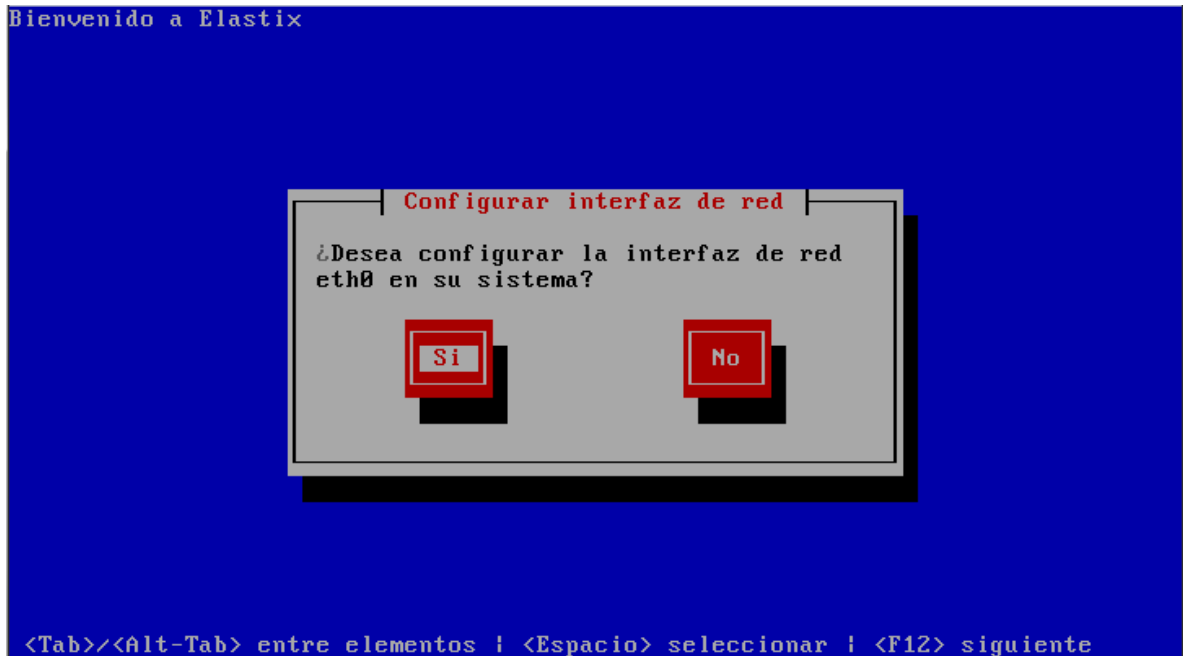 Bienvenido a Elastix
Configurar interfaz de red
¿Desea configurar la interfaz de red
eth0 en su sistema?
Si No
<Tab>/<Alt-Tab> entre elementos | <Espacio> seleccionar | <F12> siguiente